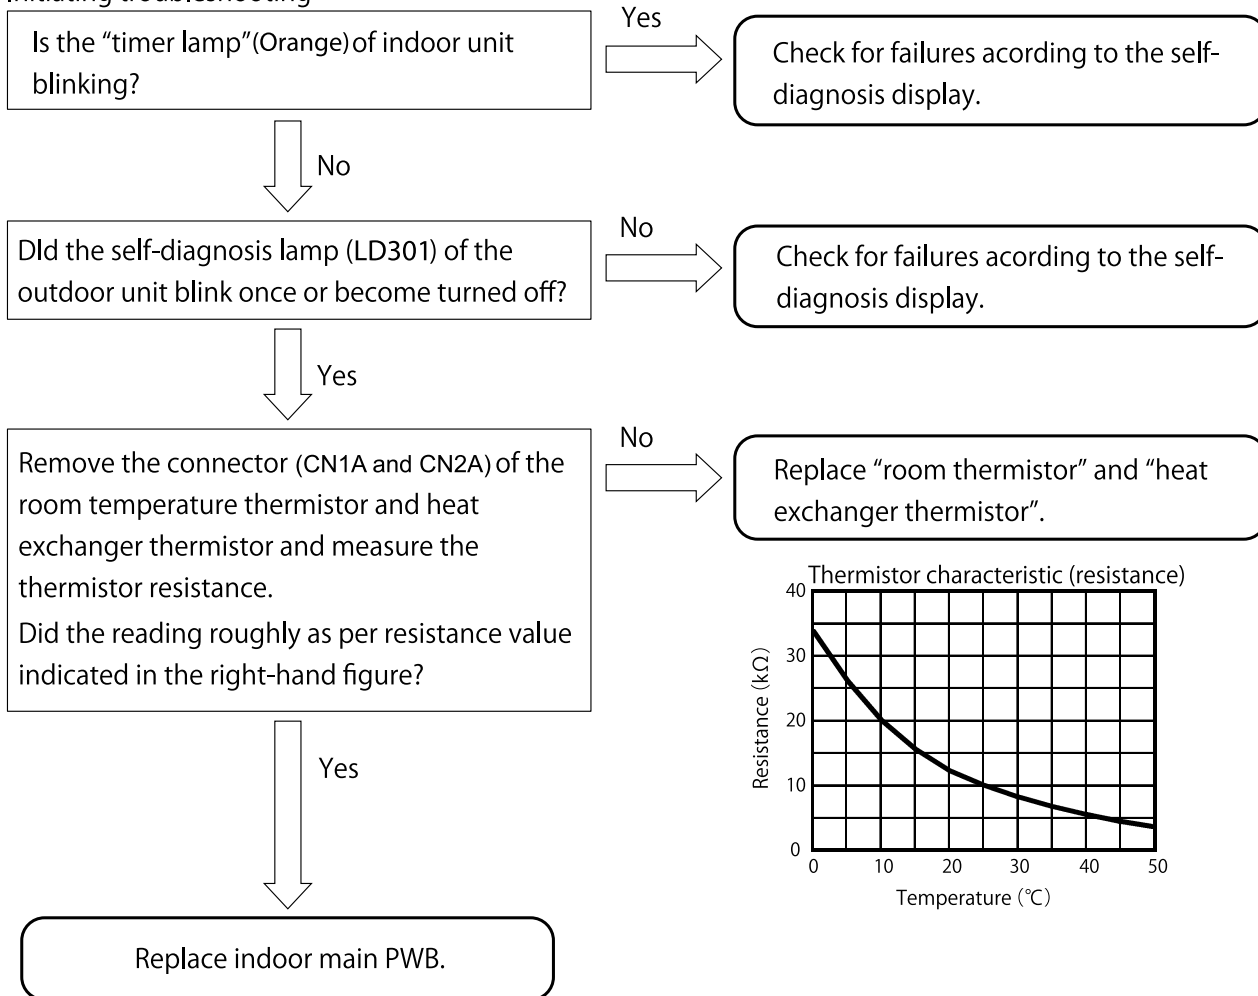 Initiating troubleshooting
Is the “timer lamp”(Orange) of indoor unit
blinking?
Yes
Check for failures acording to the self-
diagnosis display.
No
DId the self-diagnosis lamp (LD301) of the
outdoor unit blink once or become turned off?
No
Check for failures acording to the self-
diagnosis display.
Yes
Remove the connector (CN1A and CN2A) of the
room temperature thermistor and heat
exchanger thermistor and measure the
thermistor resistance.
Did the reading roughly as per resistance value
indicated in the right-hand figure?
No
Replace “room thermistor” and “heat
exchanger thermistor”.
Thermistor characteristic (resistance)
40
30
20
10
0
Resistance (kΩ)
0 10 20 30 40 50
Temperature (℃)
Yes
Replace indoor main PWB.